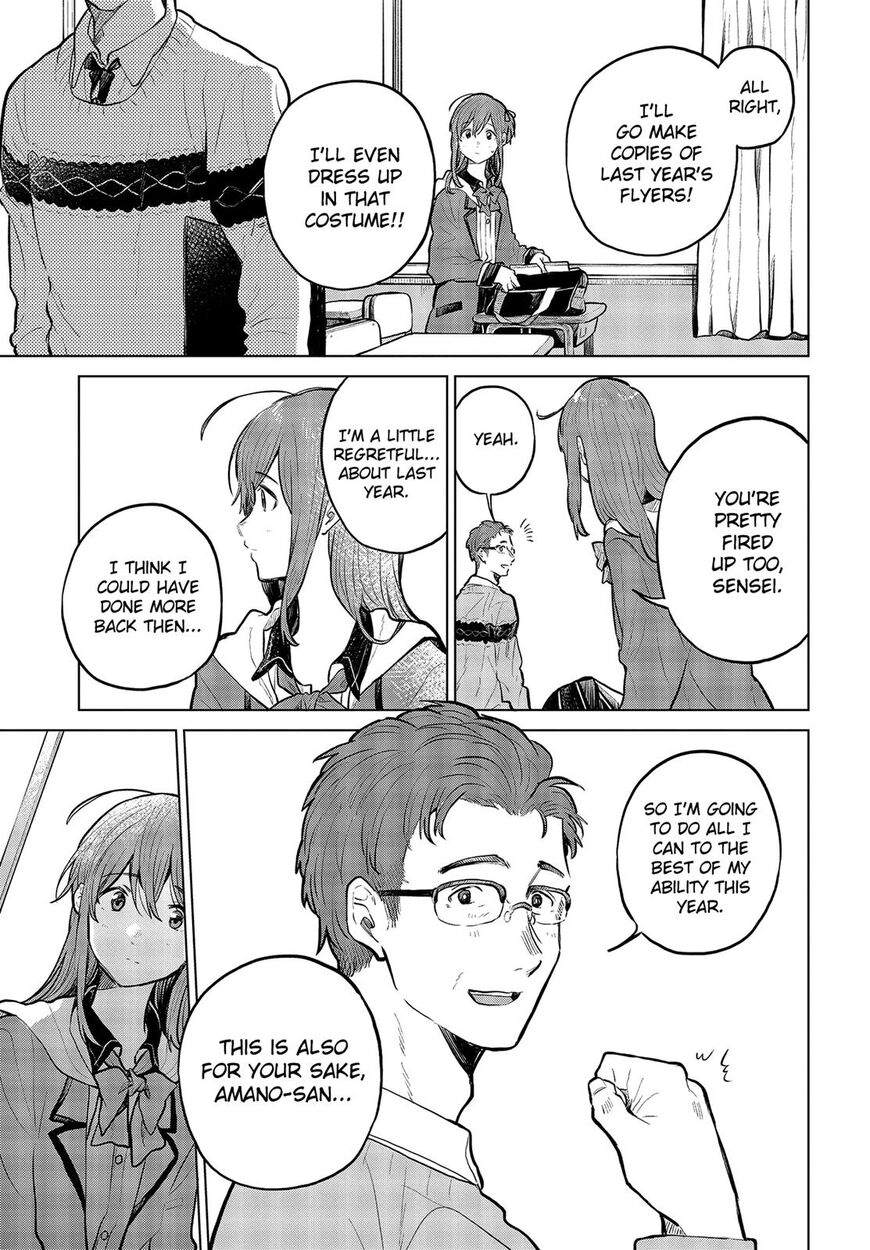 ALL
RIGHT,
I'LL
GO MAKE
COPIES OF
LAST YEAR'S
FLYERS!
I'LL EVEN
DRESS UP
IN THAT
COSTUME!!
YOU'RE
PRETTY
FIRED
UP TOO,
SENSEI.
YEAH.
I'M A LITTLE
REGRETFUL...
ABOUT LAST
YEAR.
I THINK I
COULD HAVE
DONE MORE
BACK THEN...
SO I'M GOING
TO DO ALL I
CAN TO THE
BEST OF MY
ABILITY THIS
YEAR.
THIS IS ALSO
FOR YOUR SAKE,
AMANO-SAN...